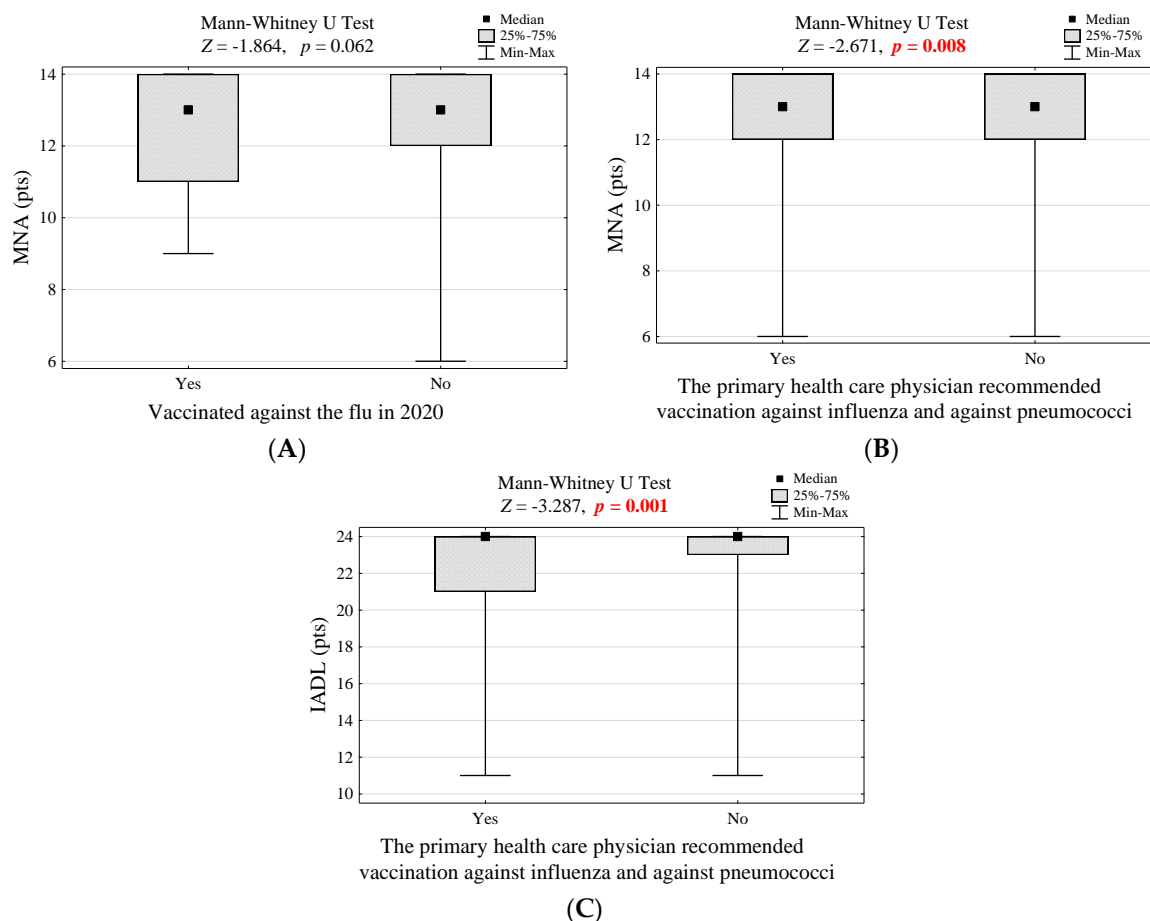 Mann-Whitney U Test
Z = -1.864, p = 0.062
Median
25%-75%
Min-Max
14
12
10
8
6
MNA (pts)
Yes No
Vaccinated against the flu in 2020
(A)
Mann-Whitney U Test
Z = -2.671, p = 0.008
Median
25%-75%
Min-Max
14
12
10
8
6
MNA (pts)
Yes No
The primary health care physician recommended
vaccination against influenza and against pneumococci
(B)
Mann-Whitney U Test
Z = -3.287, p = 0.001
Median
25%-75%
Min-Max
24
22
20
18
16
14
12
10
IADL (pts)
Yes No
The primary health care physician recommended
vaccination against influenza and against pneumococci
(C)